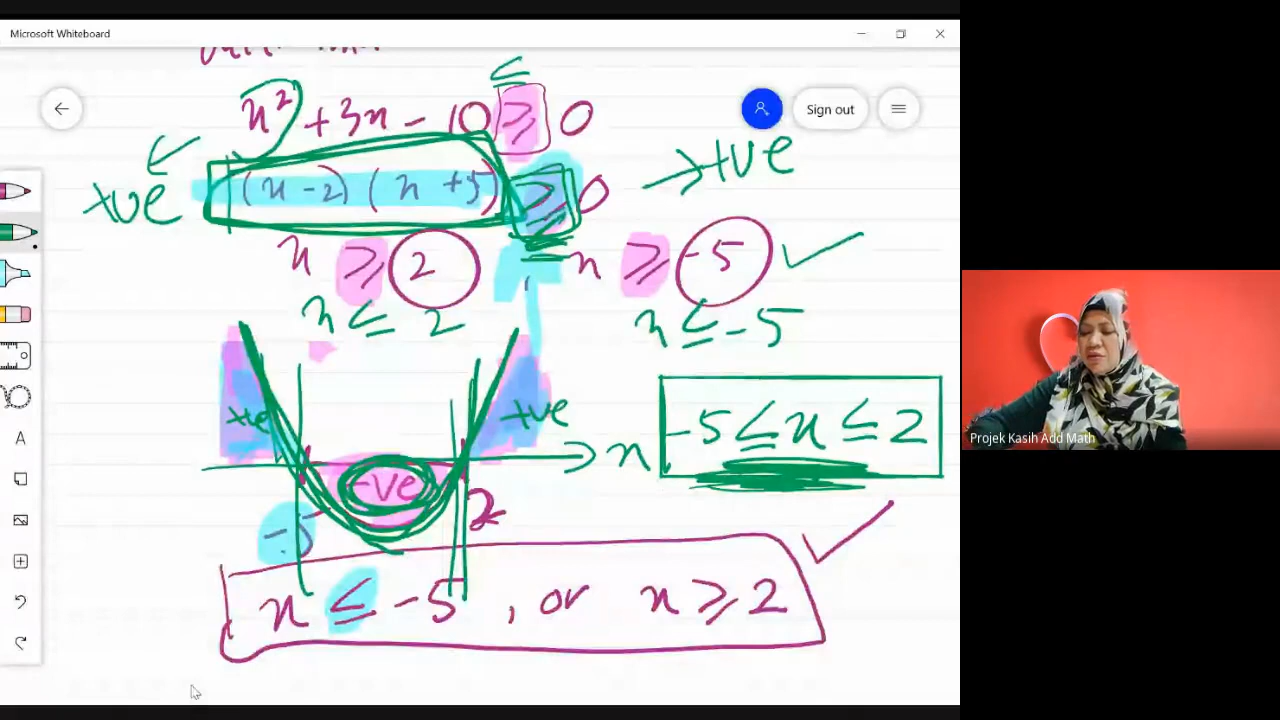 Microsoft Whiteboard
Sign out
≤
x² + 3x - 10 ≥ 0
+ve
(x - 2) (x + 5) ≥ 0
→ +ve
x ≥ 2
x ≥ -5 ✓
x ≤ 2
x ≤ -5
+ve
+ve
-5 ≤ x ≤ 2
x
-ve
-5
2
x ≤ -5 , or x ≥ 2 ✓
A
Projek Kasih Add Math